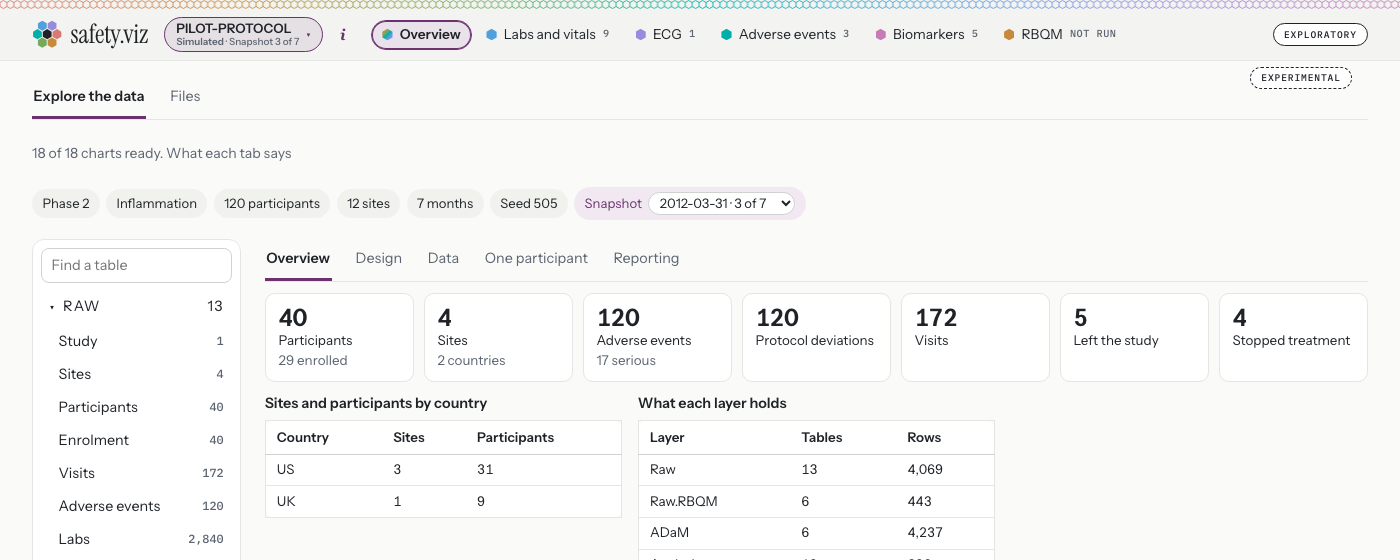 safety.viz
PILOT-PROTOCOL
Simulated · Snapshot 3 of 7
i
Overview
Labs and vitals 9
ECG 1
Adverse events 3
Biomarkers 5
RBQM NOT RUN
EXPLORATORY
EXPERIMENTAL
Explore the data
Files
18 of 18 charts ready. What each tab says
Phase 2
Inflammation
120 participants
12 sites
7 months
Seed 505
Snapshot 2012-03-31 · 3 of 7
Find a table
RAW 13
Study 1
Sites 4
Participants 40
Enrolment 40
Visits 172
Adverse events 120
Labs 2,840
Overview
Design
Data
One participant
Reporting
40
Participants
29 enrolled
4
Sites
2 countries
120
Adverse events
17 serious
120
Protocol deviations
172
Visits
5
Left the study
4
Stopped treatment
Sites and participants by country
Country Sites Participants
US 3 31
UK 1 9
What each layer holds
Layer Tables Rows
Raw 13 4,069
Raw.RBQM 6 443
ADaM 6 4,237